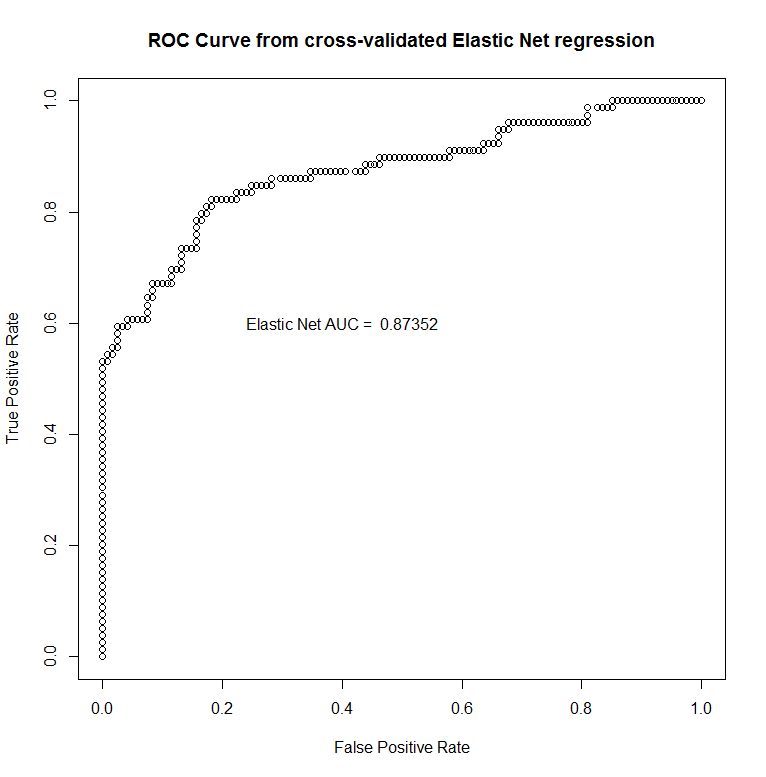 ROC Curve from cross-validated Elastic Net regression
True Positive Rate
1.0
0.8
0.6
0.4
0.2
0.0
Elastic Net AUC = 0.87352
0.0 0.2 0.4 0.6 0.8 1.0
False Positive Rate